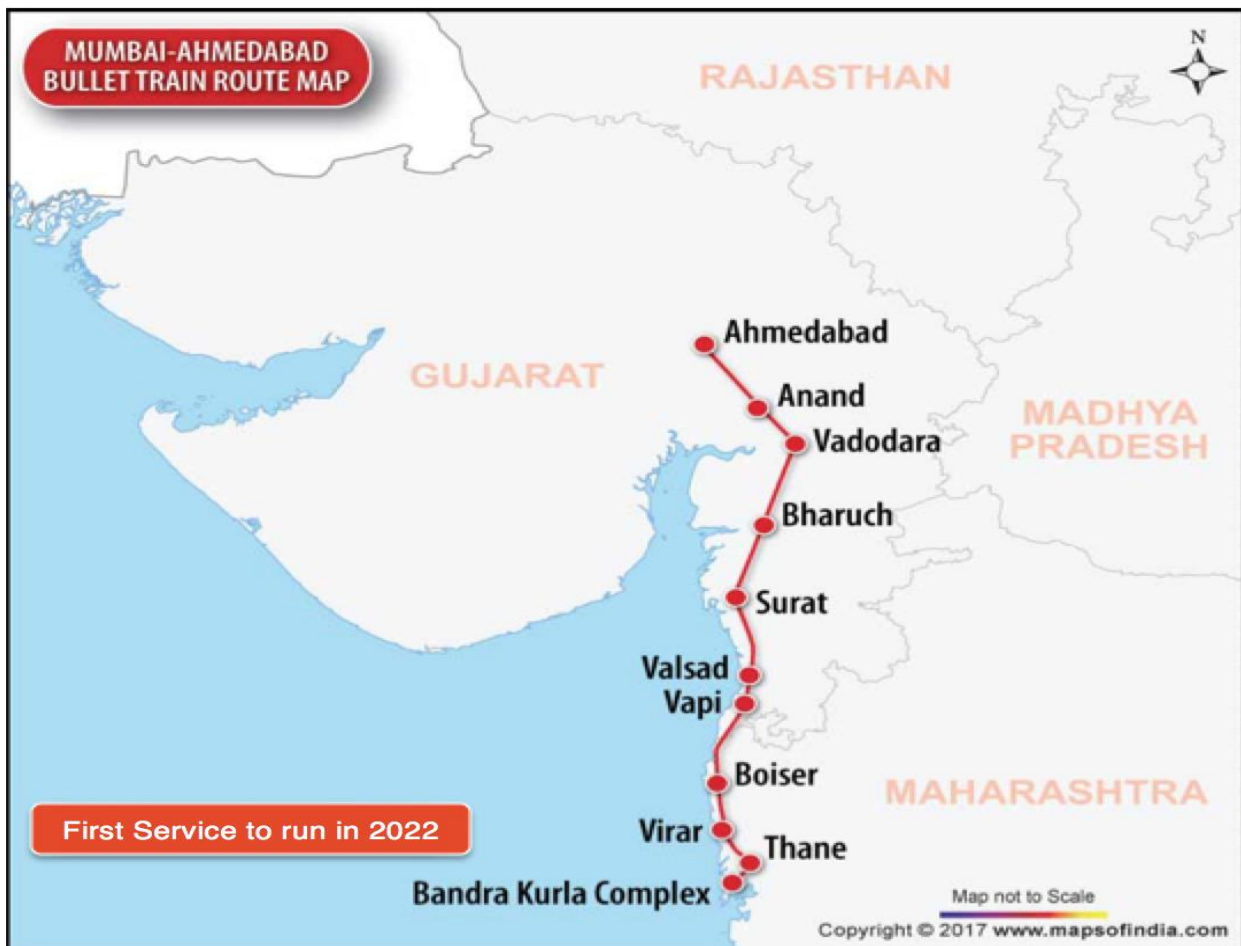 MUMBAI-AHMEDABAD
BULLET TRAIN ROUTE MAP
N
RAJASTHAN
Ahmedabad
GUJARAT
Anand
MADHYA
PRADESH
Vadodara
Bharuch
Surat
Valsad
Vapi
Boiser
MAHARASHTRA
First Service to run in 2022
Virar
Thane
Bandra Kurla Complex
Map not to Scale
Copyright © 2017 www.mapsofindia.com